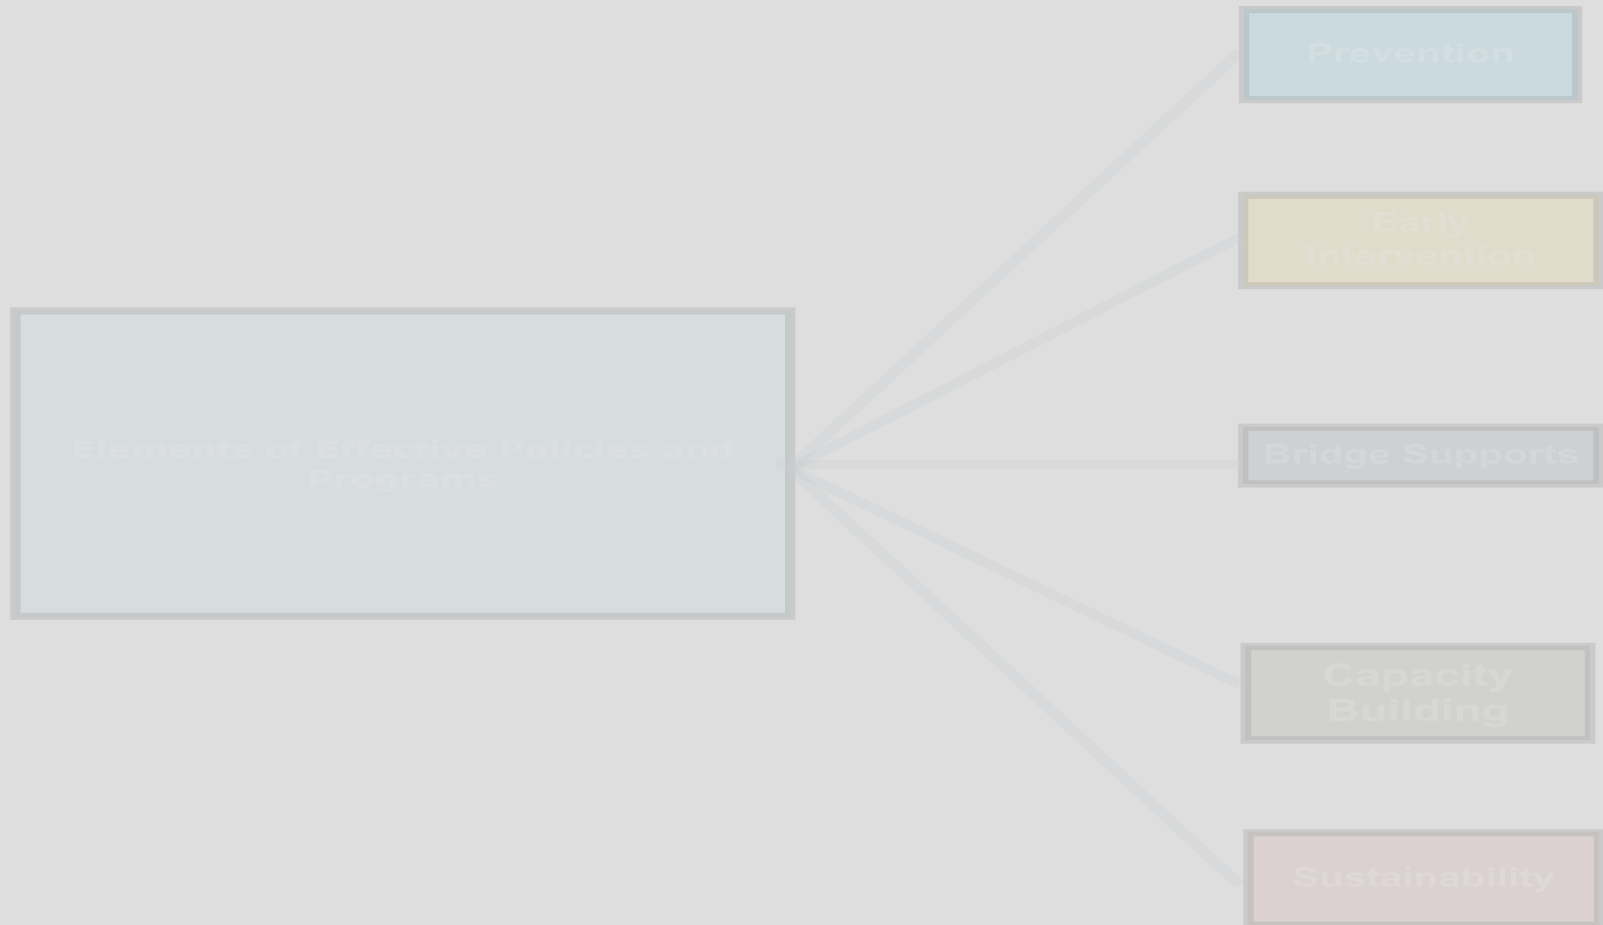 Prevention
Early
Intervention
Elements of Effective Policies and
Programs
Bridge Supports
Capacity
Building
Sustainability